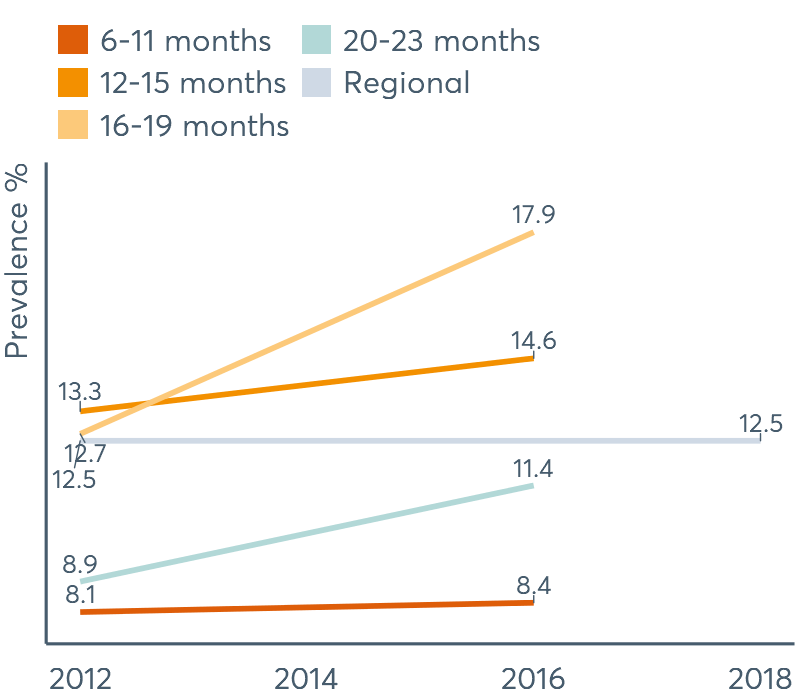 6-11 months
20-23 months
12-15 months
Regional
16-19 months
Prevalence %
17.9
14.6
13.3
12.5
12.7
12.5
11.4
8.9
8.1
8.4
2012
2014
2016
2018